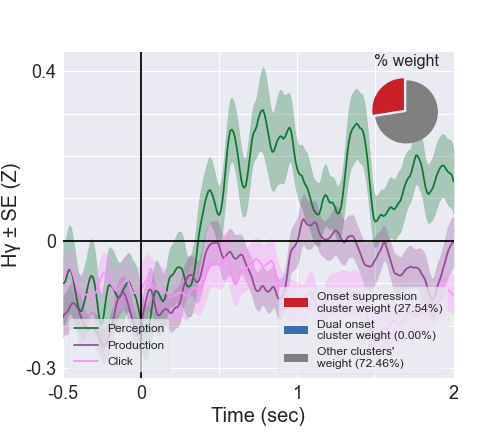 % weight
0.4
0
-0.3
Hγ ± SE (Z)
Perception
Production
Click
Onset suppression
cluster weight (27.54%)
Dual onset
cluster weight (0.00%)
Other clusters'
weight (72.46%)
-0.5
0
1
2
Time (sec)